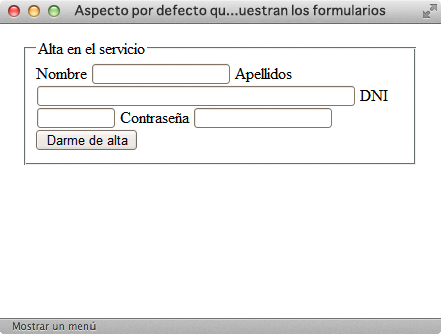 Aspecto por defecto qu...uestran los formularios
Alta en el servicio
Nombre Apellidos
DNI
Contraseña
Darme de alta
Mostrar un menú